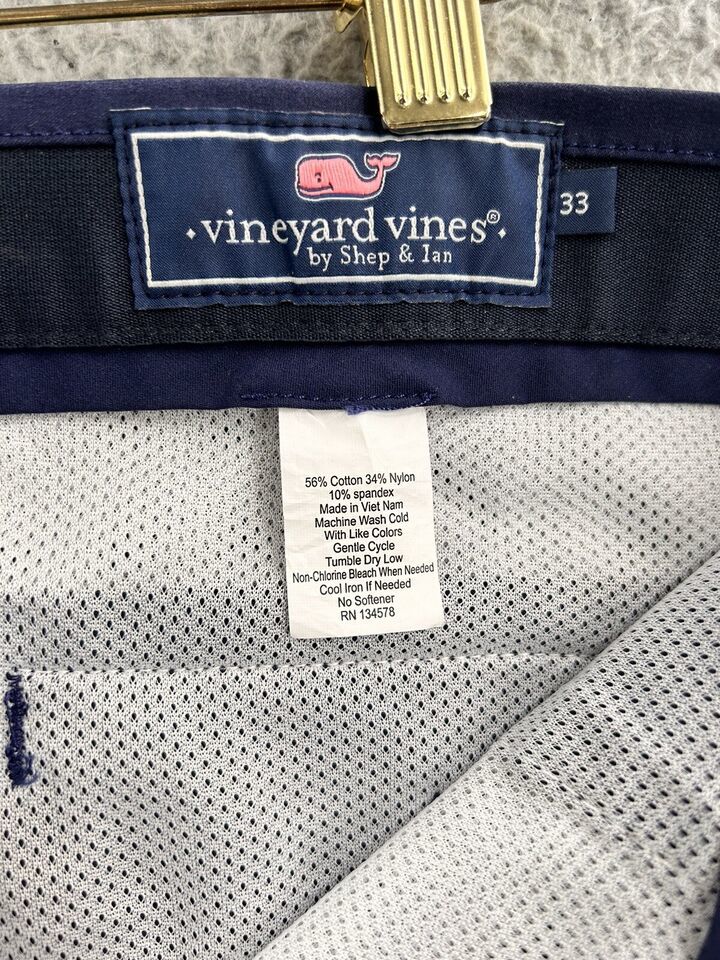 vineyard vines®
by Shep & Ian
33
56% Cotton 34% Nylon
10% spandex
Made in Viet Nam
Machine Wash Cold
With Like Colors
Gentle Cycle
Tumble Dry Low
Non-Chlorine Bleach When Needed
Cool Iron If Needed
No Softener
RN 134578